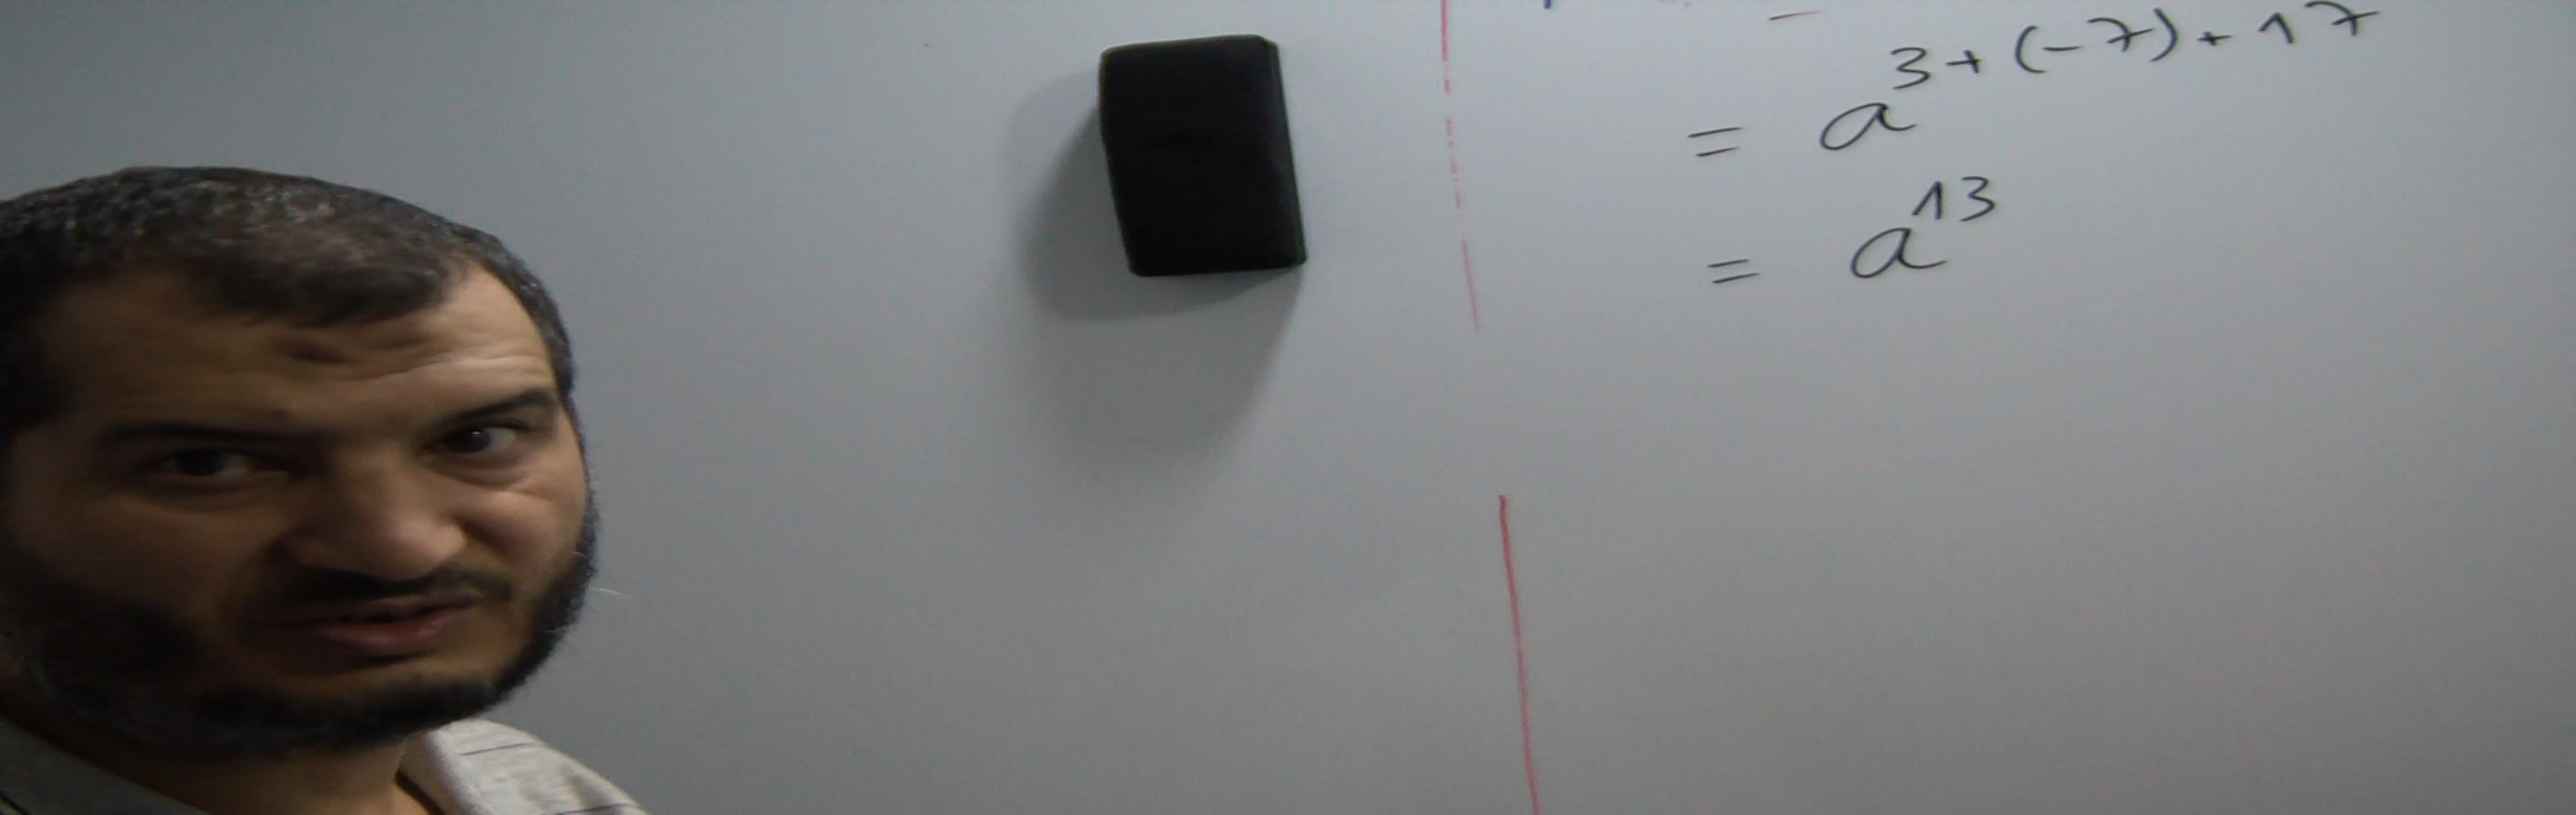 = a^{3+(-7)+17}
= a^{13}